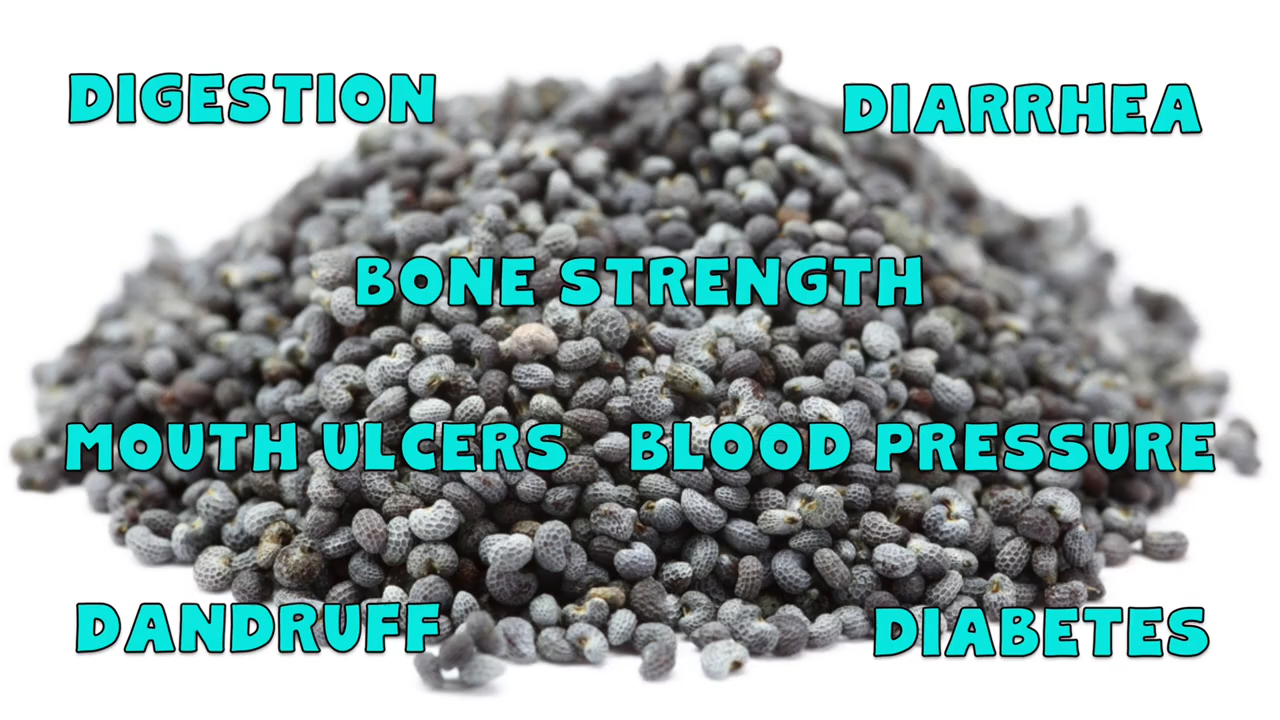 DIGESTION
DIARRHEA
BONE STRENGTH
MOUTH ULCERS
BLOOD PRESSURE
DANDRUFF
DIABETES